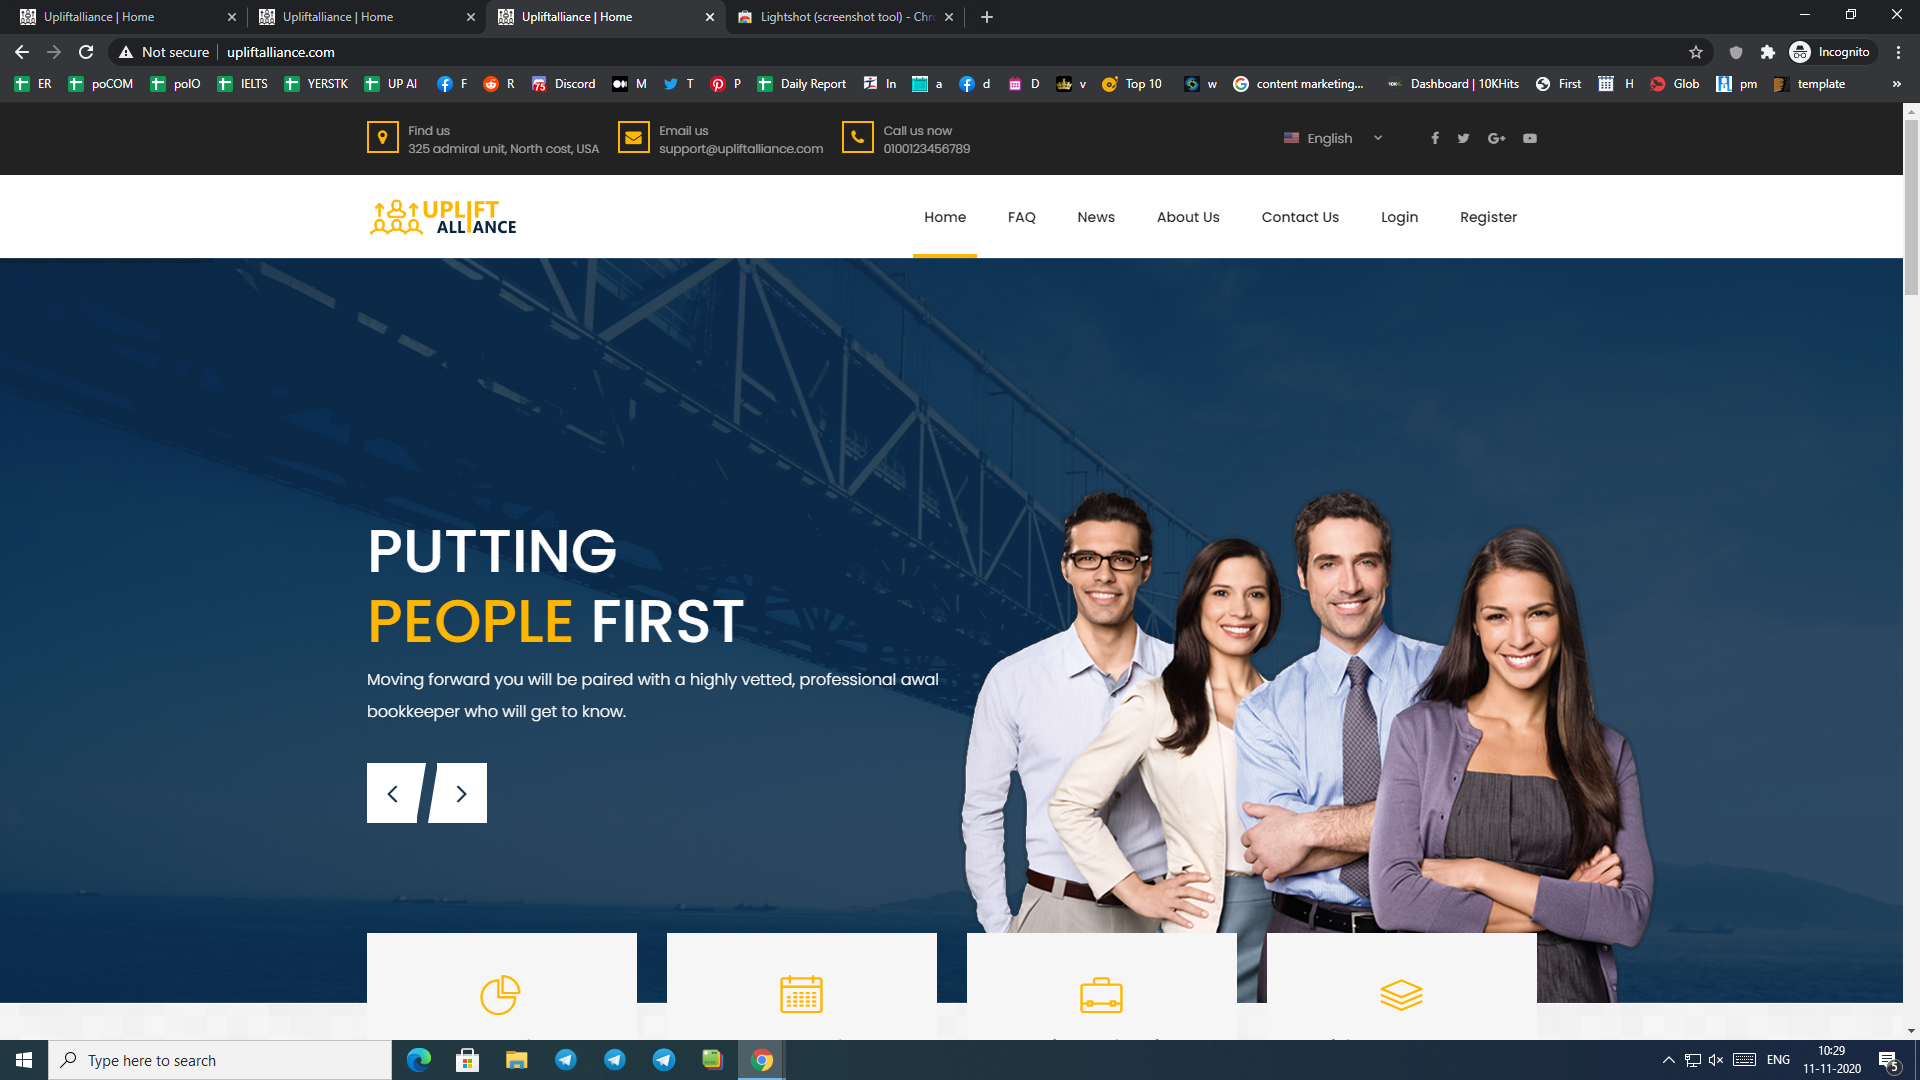 Upliftalliance | Home
Upliftalliance | Home
Upliftalliance | Home
Lightshot (screenshot tool) - Chr
Not secure
upliftalliance.com
Incognito
ER
poCOM
poIO
IELTS
YERSTK
UP AI
F
R
75
Discord
M
T
P
Daily Report
In
a
d
D
v
Top 10
w
content marketing...
Dashboard | 10KHits
First
H
Glob
pm
template
»
Find us
325 admiral unit, North cost, USA
Email us
support@upliftalliance.com
Call us now
0100123456789
English
UPLIFT
ALLIANCE
Home
FAQ
News
About Us
Contact Us
Login
Register
PUTTING
PEOPLE FIRST
Moving forward you will be paired with a highly vetted, professional awal
bookkeeper who will get to know.
Type here to search
ENG
10:29
11-11-2020
5